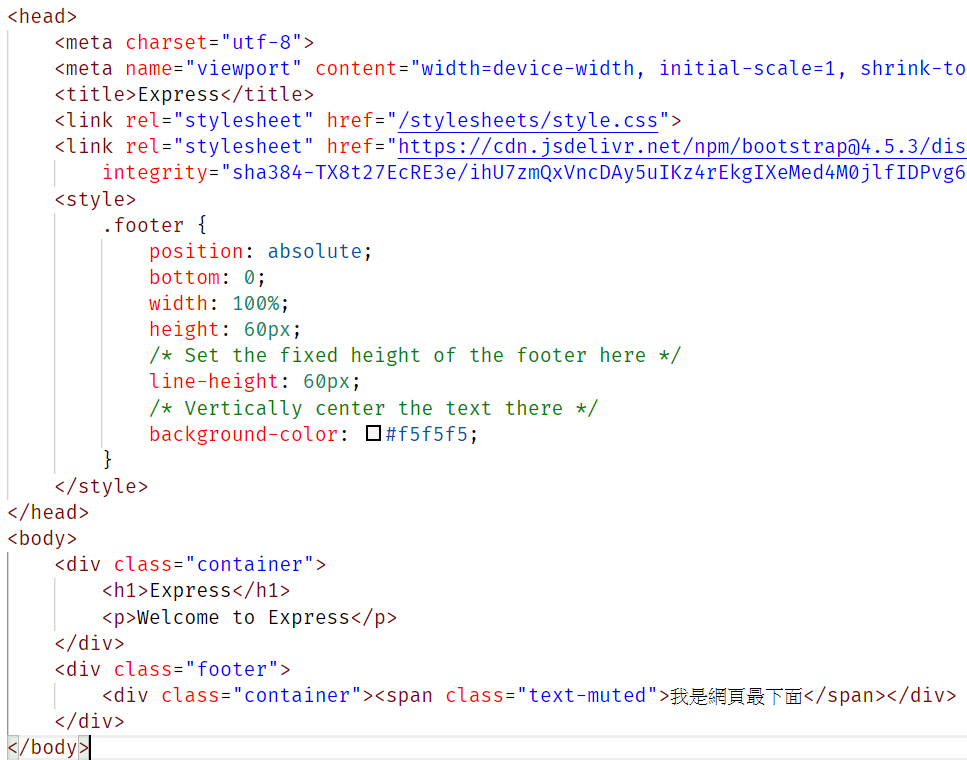 <head>
<meta charset="utf-8">
<meta name="viewport" content="width=device-width, initial-scale=1, shrink-to
<title>Express</title>
<link rel="stylesheet" href="/stylesheets/style.css">
<link rel="stylesheet" href="https://cdn.jsdelivr.net/npm/bootstrap@4.5.3/dis
integrity="sha384-TX8t27EcRE3e/ihU7zmQxVncDAy5uIKz4rEkgIXeMed4M0jlfIDPvg6
<style>
.footer {
position: absolute;
bottom: 0;
width: 100%;
height: 60px;
/* Set the fixed height of the footer here */
line-height: 60px;
/* Vertically center the text there */
background-color: #f5f5f5;
}
</style>
</head>
<body>
<div class="container">
<h1>Express</h1>
<p>Welcome to Express</p>
</div>
<div class="footer">
<div class="container"><span class="text-muted">我是網頁最下面</span></div>
</div>
</body>